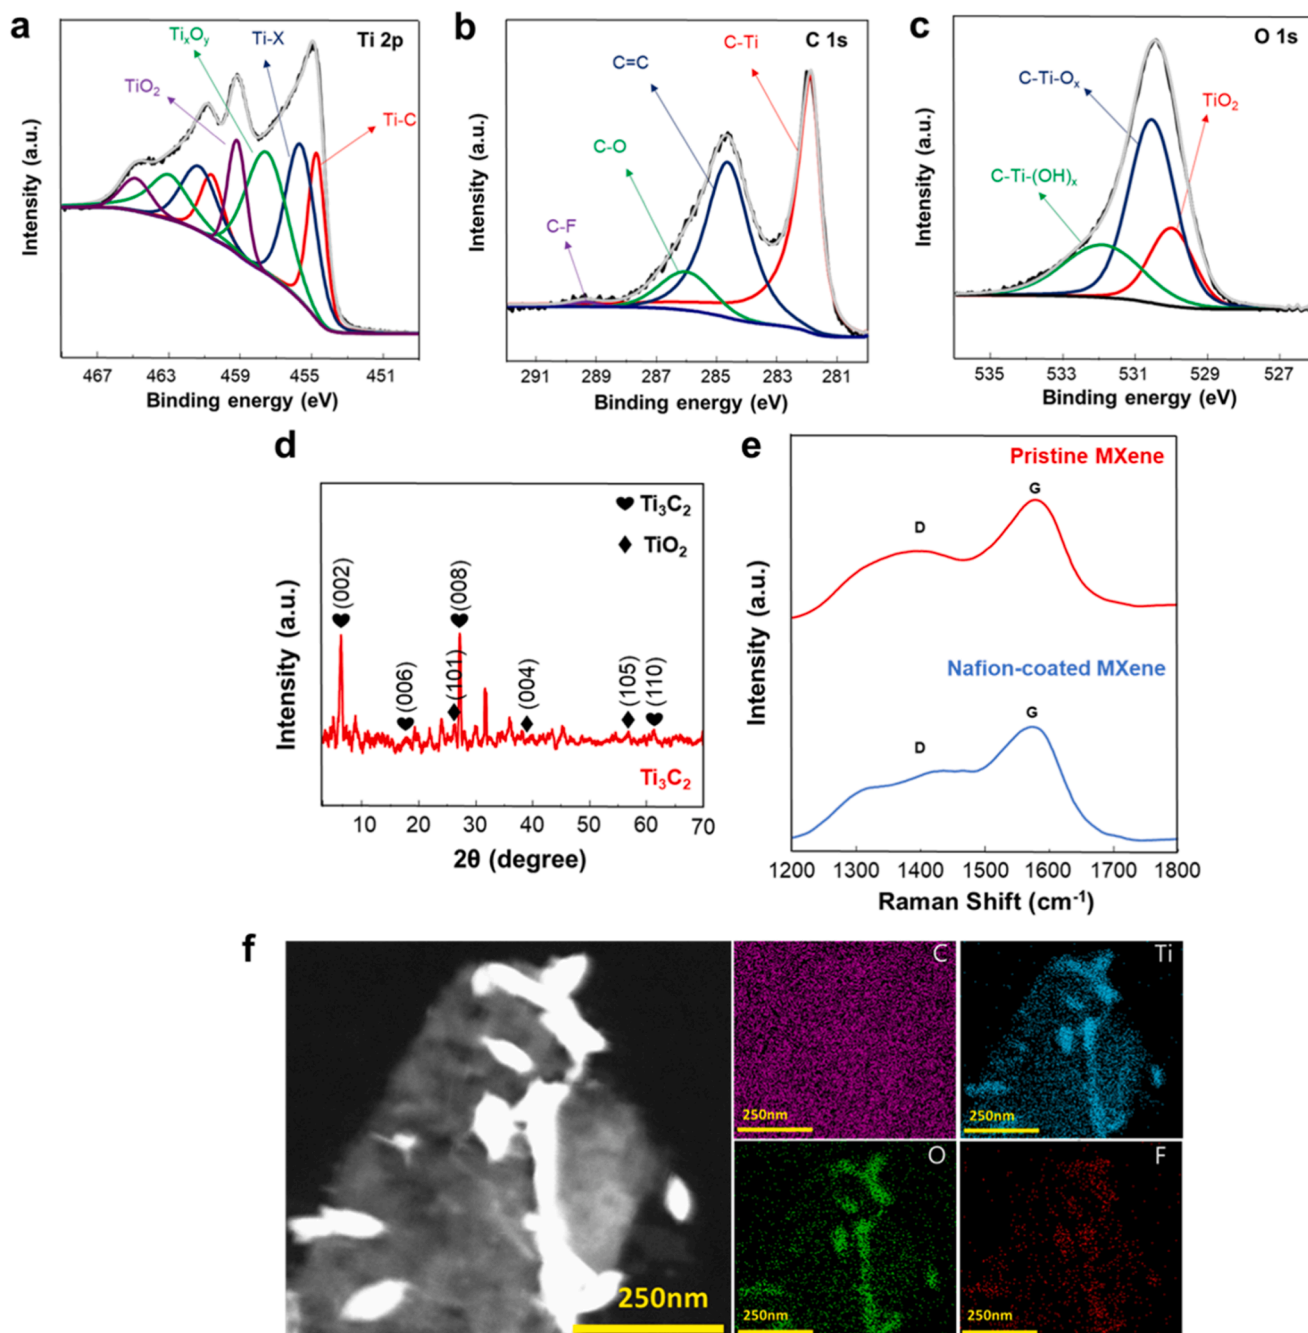 a
Ti 2p
TixOy
Ti-X
TiO2
Ti-C
Intensity (a.u.)
467 463 459 455 451
Binding energy (eV)
b
C 1s
C-Ti
C=C
C-O
C-F
Intensity (a.u.)
291 289 287 285 283 281
Binding energy (eV)
c
O 1s
C-Ti-Ox
TiO2
C-Ti-(OH)x
Intensity (a.u.)
535 533 531 529 527
Binding energy (eV)
d
♥ Ti3C2
♦ TiO2
(002)
(006)
(101)
(008)
(004)
(105)
(110)
Ti3C2
Intensity (a.u.)
10 20 30 40 50 60 70
2θ (degree)
e
Pristine MXene
G
D
Nafion-coated MXene
G
D
Intensity (a.u.)
1200 1300 1400 1500 1600 1700 1800
Raman Shift (cm-1)
f
250nm
C
250nm
Ti
250nm
O
250nm
F
250nm